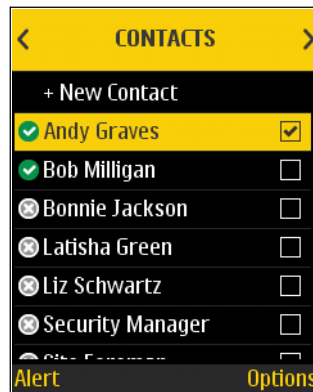 CONTACTS
+ New Contact
Andy Graves
Bob Milligan
Bonnie Jackson
Latisha Green
Liz Schwartz
Security Manager
Alert Options